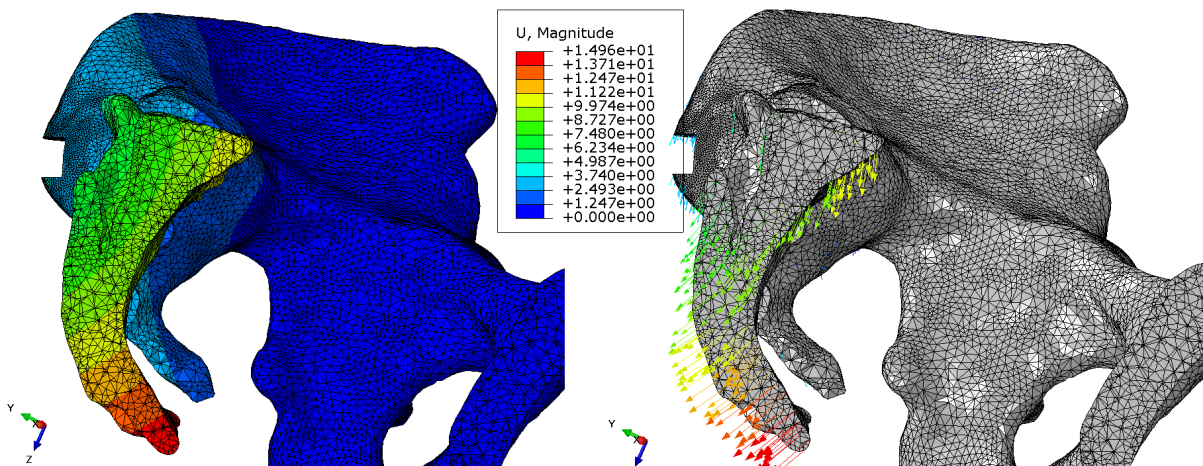 U, Magnitude
+1.496e+01
+1.371e+01
+1.247e+01
+1.122e+01
+9.974e+00
+8.727e+00
+7.480e+00
+6.234e+00
+4.987e+00
+3.740e+00
+2.493e+00
+1.247e+00
+0.000e+00
Y
X
Z
Y
X